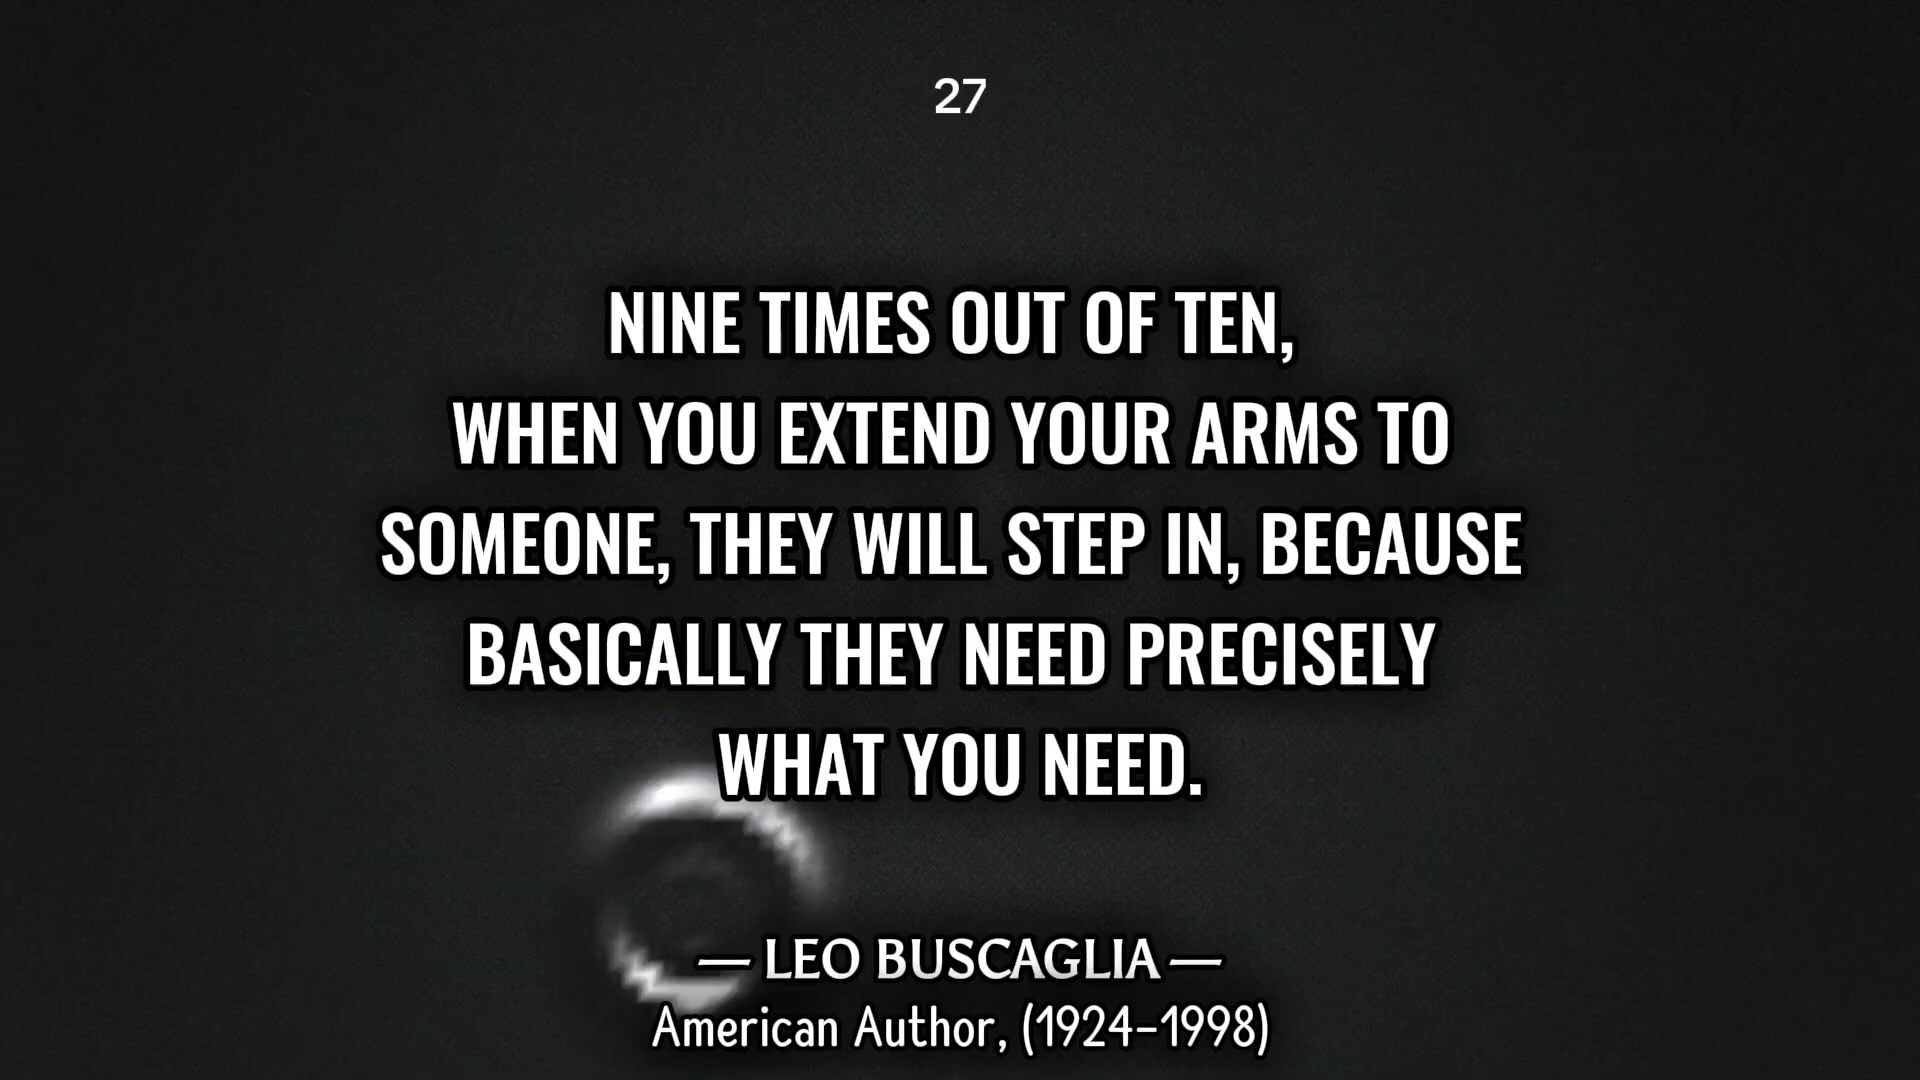 27
NINE TIMES OUT OF TEN,
WHEN YOU EXTEND YOUR ARMS TO
SOMEONE, THEY WILL STEP IN, BECAUSE
BASICALLY THEY NEED PRECISELY
WHAT YOU NEED.
— LEO BUSCAGLIA —
American Author, (1924–1998)